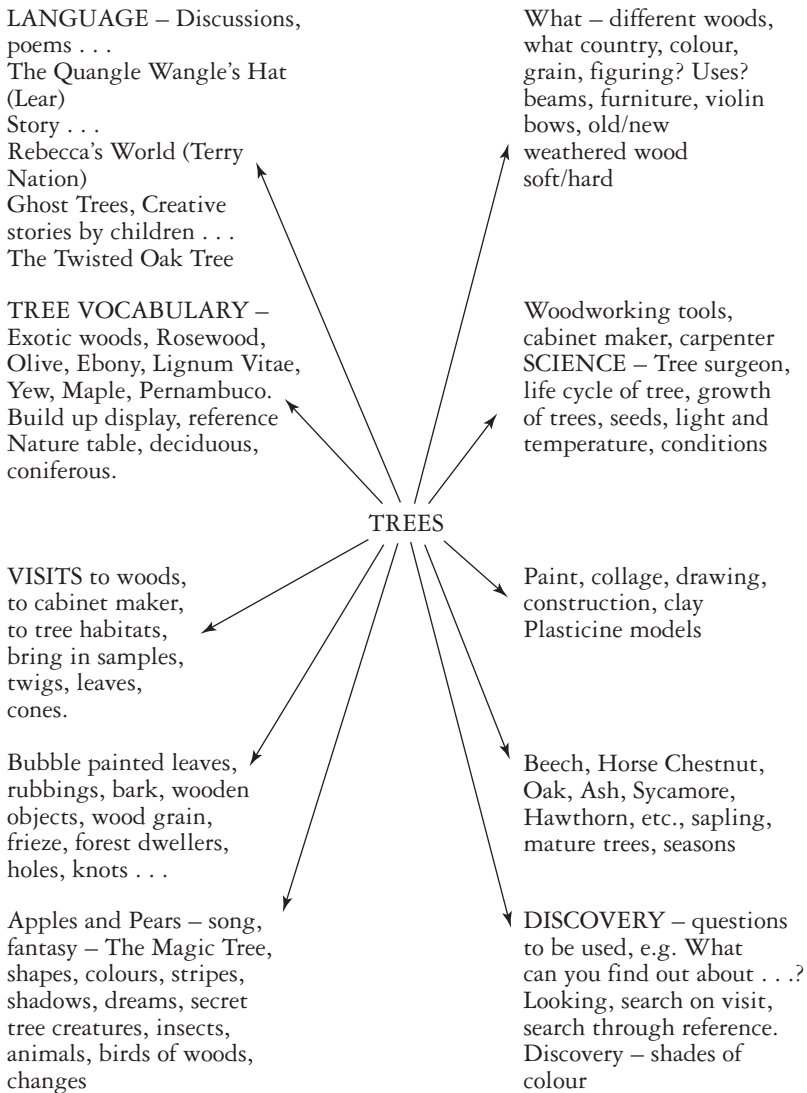 LANGUAGE – Discussions,
poems . . .
The Quangle Wangle's Hat
(Lear)
Story . . .
Rebecca's World (Terry
Nation)
Ghost Trees, Creative
stories by children . . .
The Twisted Oak Tree
What – different woods,
what country, colour,
grain, figuring? Uses?
beams, furniture, violin
bows, old/new
weathered wood
soft/hard
TREE VOCABULARY –
Exotic woods, Rosewood,
Olive, Ebony, Lignum Vitae,
Yew, Maple, Pernambuco.
Build up display, reference
Nature table, deciduous,
coniferous.
Woodworking tools,
cabinet maker, carpenter
SCIENCE – Tree surgeon,
life cycle of tree, growth
of trees, seeds, light and
temperature, conditions
TREES
VISITS to woods,
to cabinet maker,
to tree habitats,
bring in samples,
twigs, leaves,
cones.
Paint, collage, drawing,
construction, clay
Plasticine models
Bubble painted leaves,
rubbings, bark, wooden
objects, wood grain,
frieze, forest dwellers,
holes, knots . . .
Beech, Horse Chestnut,
Oak, Ash, Sycamore,
Hawthorn, etc., sapling,
mature trees, seasons
Apples and Pears – song,
fantasy – The Magic Tree,
shapes, colours, stripes,
shadows, dreams, secret
tree creatures, insects,
animals, birds of woods,
changes
DISCOVERY – questions
to be used, e.g. What
can you find out about . . .?
Looking, search on visit,
search through reference.
Discovery – shades of
colour